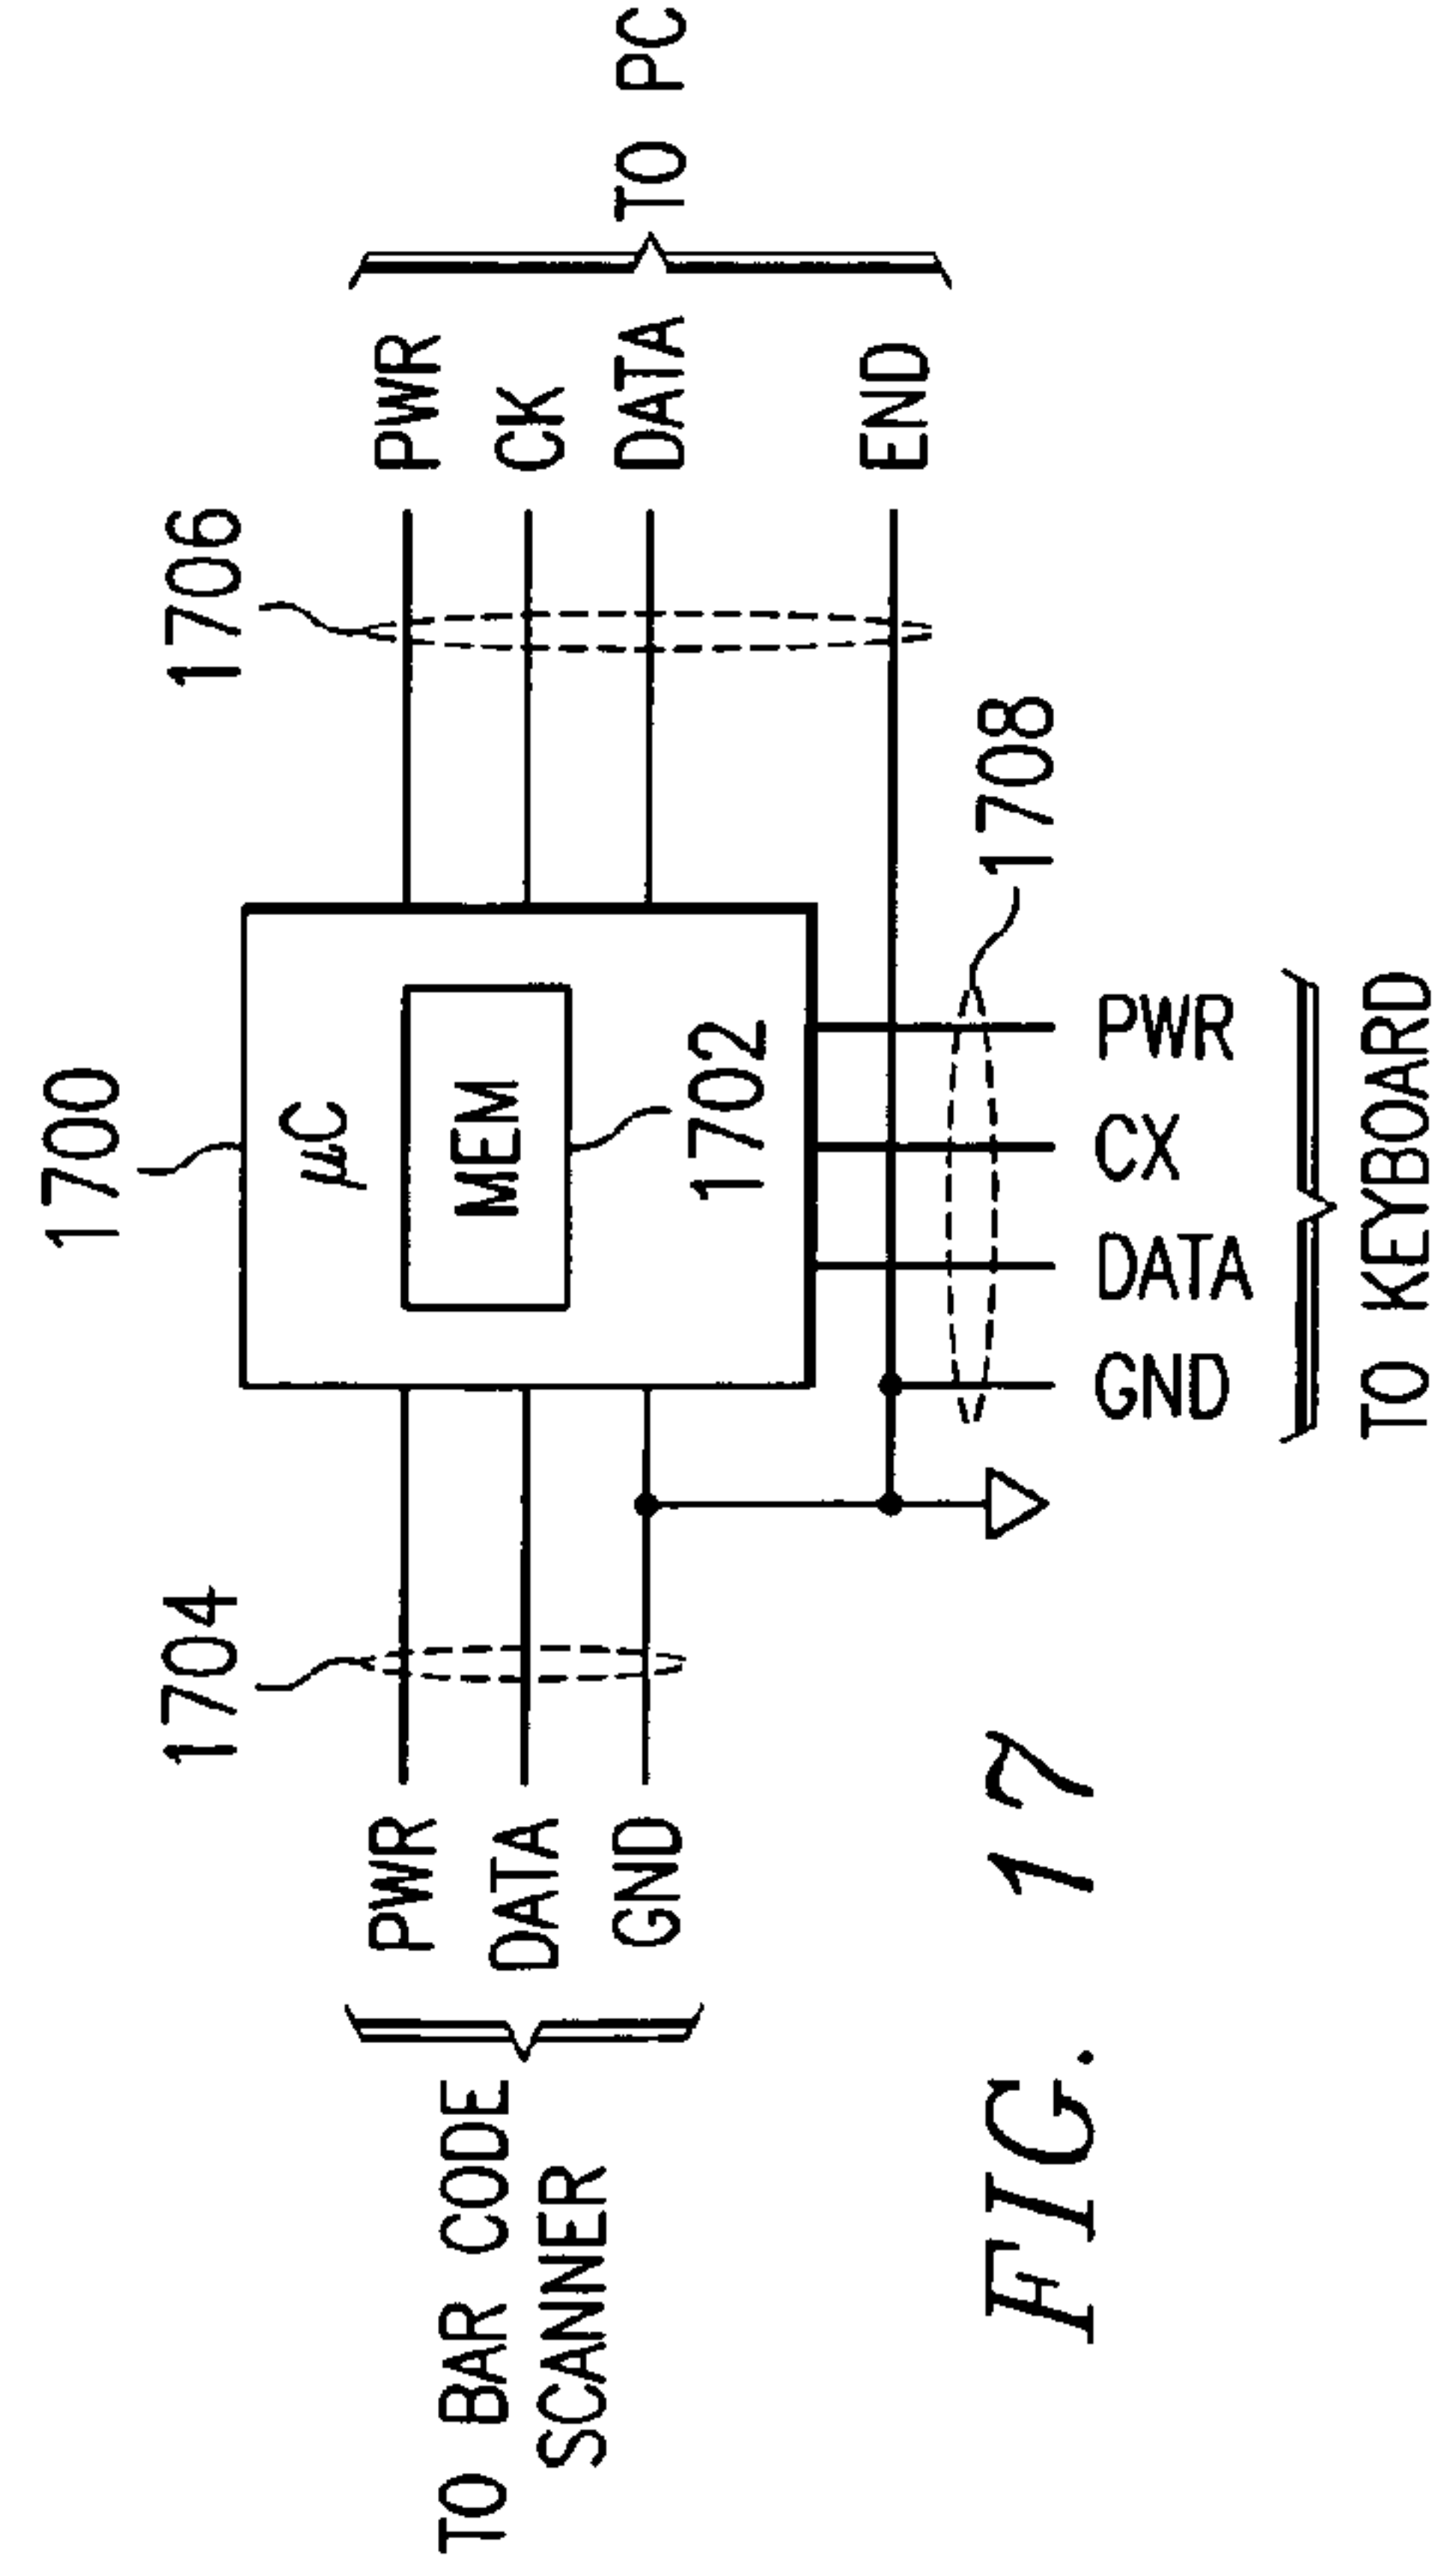 1700
1704
1706
μC
MEM
1702
PWR
DATA
GND
TO BAR CODE
SCANNER
PWR
CK
DATA
END
TO PC
1708
PWR
CX
DATA
GND
TO KEYBOARD
FIG. 17